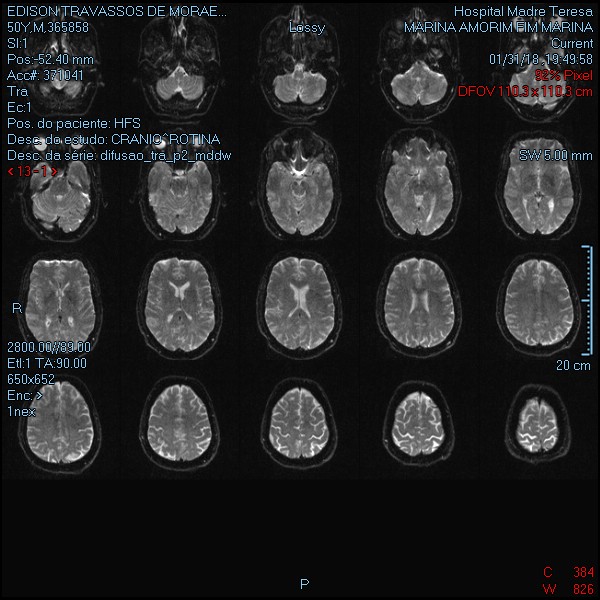 EDISON TRAVASSOS DE MORAE...
50Y,M,365858
Sl:1
Pos:-52.40 mm
Acc#: 371041
Tra
Ec:1
Pos. do paciente: HFS
Desc. do estudo: CRANIO^ROTINA
Desc. da série: difusao_tra_p2_mddw
< 13 - 1 >
Lossy
Hospital Madre Teresa
MARINA AMORIM FIM MARINA
Current
01/31/18 ,19:49:58
92% Pixel
DFOV 110.3 x 110.3 cm
SW 5.00 mm
R
20 cm
2800.00//89.00
Etl:1 TA:90.00
650x652
Enc: >
1nex
P
C 384
W 826